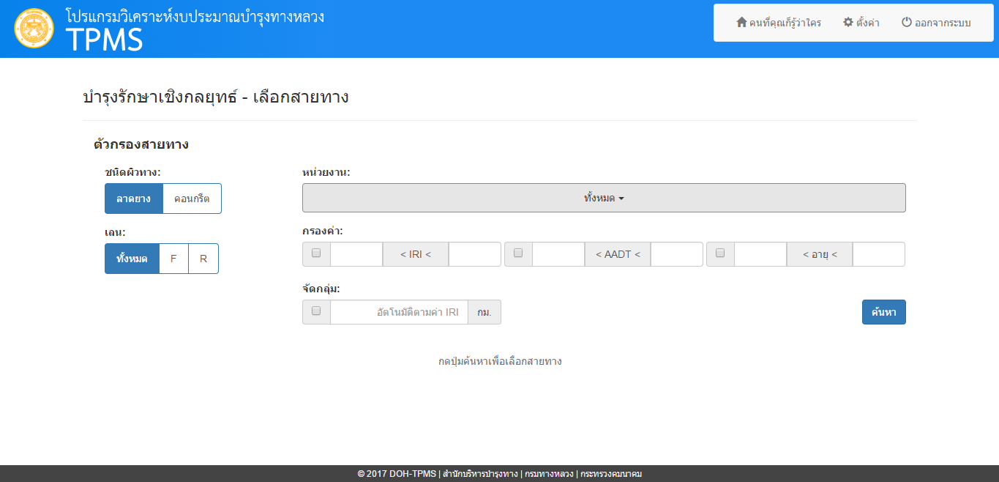 โปรแกรมวิเคราะห์งบประมาณบำรุงทางหลวง
TPMS
คนที่คุณก็รู้ว่าใคร ตั้งค่า ออกจากระบบ
บำรุงรักษาเชิงกลยุทธ์ - เลือกสายทาง
ตัวกรองสายทาง
ชนิดผิวทาง: หน่วยงาน:
ลาดยาง คอนกรีต ทั้งหมด
เลน: กรองค่า:
ทั้งหมด F R < IRI < < AADT < < อายุ <
จัดกลุ่ม:
อัตโนมัติตามค่า IRI กม. ค้นหา
กดปุ่มค้นหาเพื่อเลือกสายทาง
© 2017 DOH-TPMS | สำนักบริหารบำรุงทาง | กรมทางหลวง | กระทรวงคมนาคม